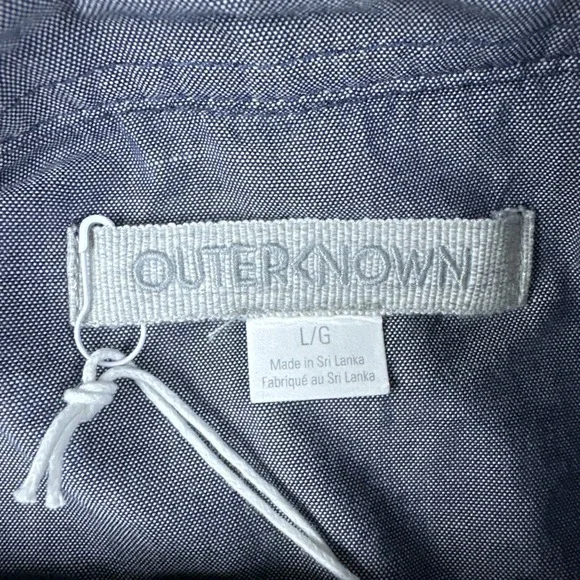 OUTERKNOWN
L/G
Made in Sri Lanka
Fabriqué au Sri Lanka